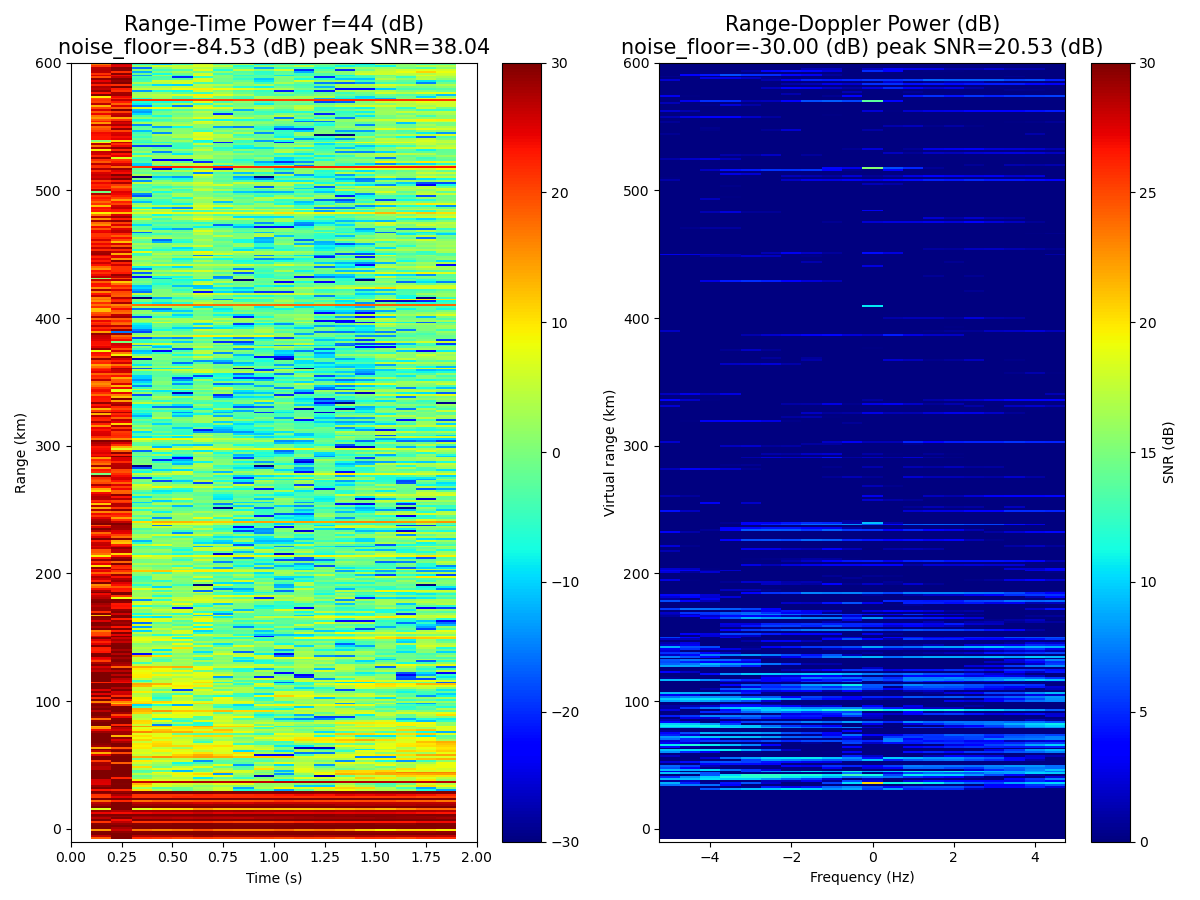 Range-Time Power f=44 (dB)
noise_floor=-84.53 (dB) peak SNR=38.04
Range (km)
600
500
400
300
200
100
0
0.00 0.25 0.50 0.75 1.00 1.25 1.50 1.75 2.00
Time (s)
30
20
10
0
−10
−20
−30
Range-Doppler Power (dB)
noise_floor=-30.00 (dB) peak SNR=20.53 (dB)
Virtual range (km)
600
500
400
300
200
100
0
−4 −2 0 2 4
Frequency (Hz)
30
25
20
15
10
5
0
SNR (dB)